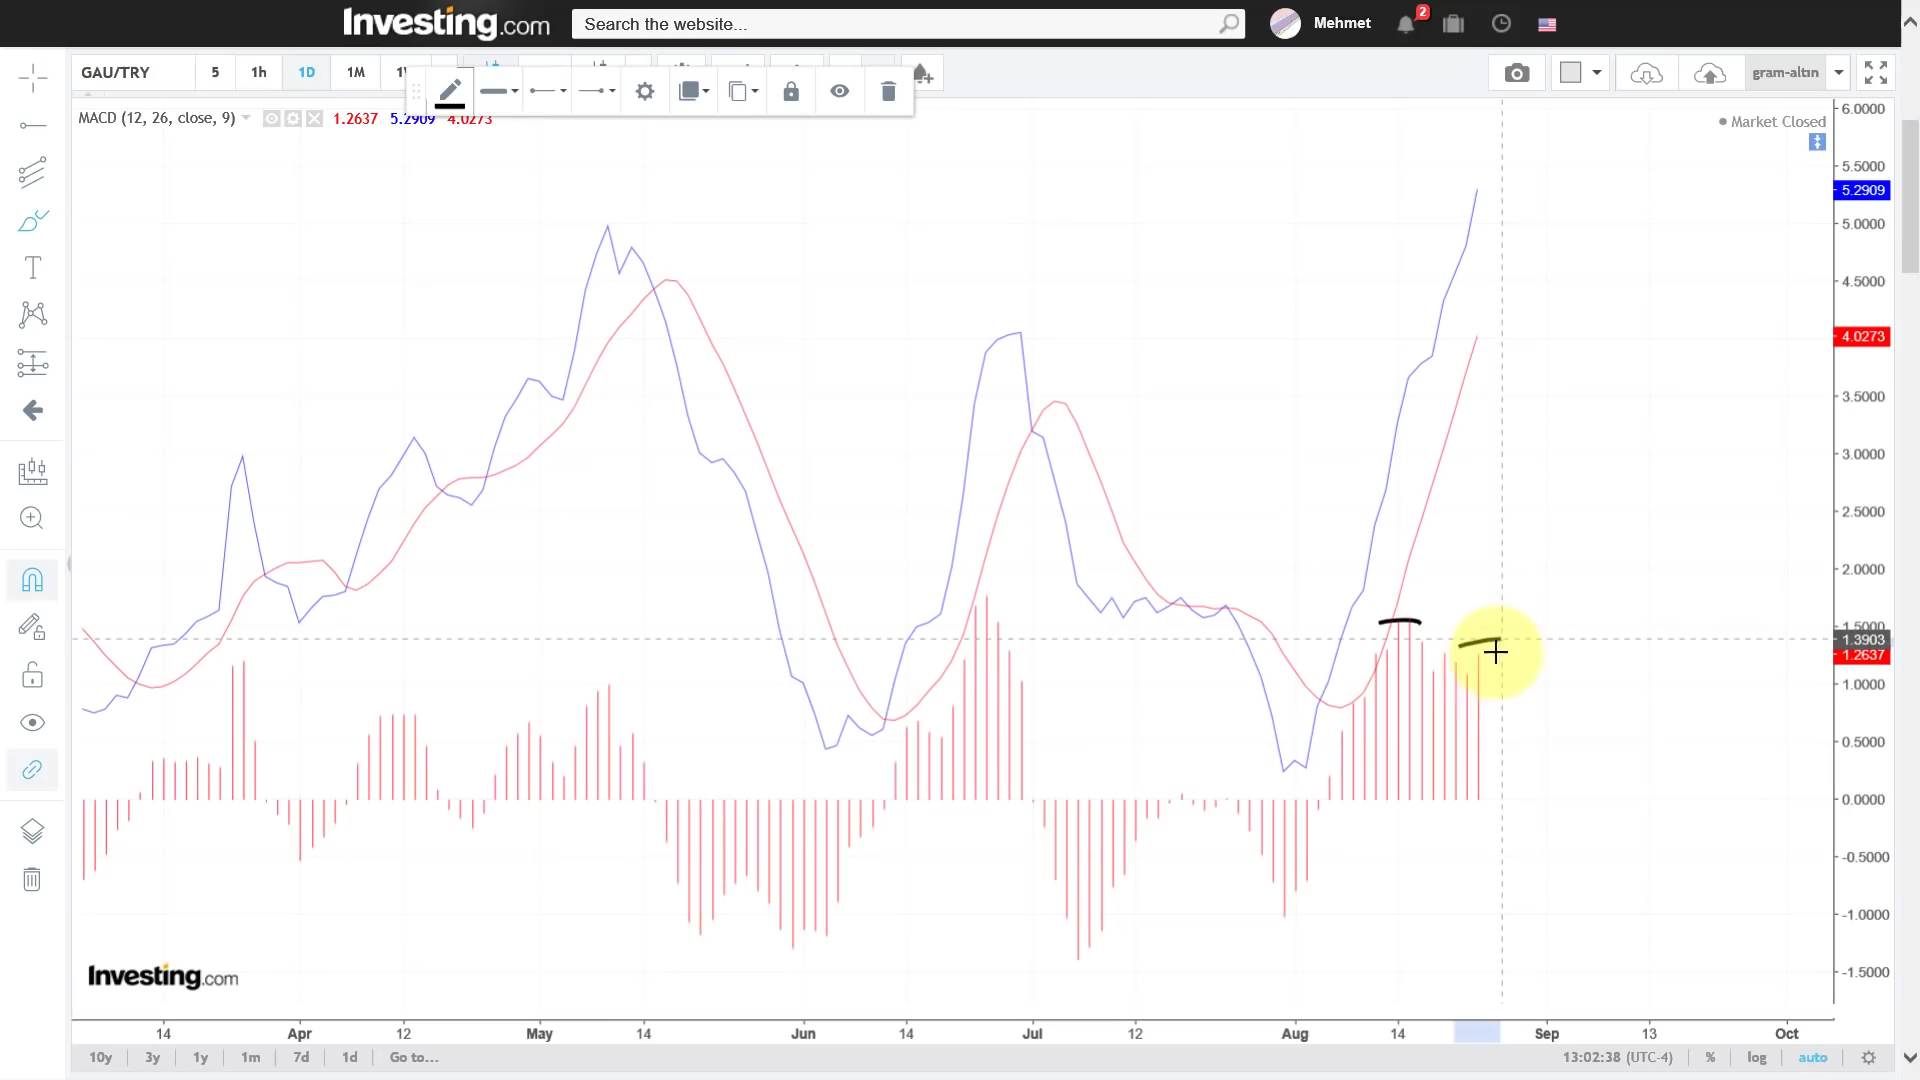 Investing.com
Search the website...
Mehmet
2
GAU/TRY 5 1h 1D 1M
gram-altın
MACD (12, 26, close, 9) 1.2637 5.2909 4.0273
Market Closed
6.0000
5.5000
5.2909
5.0000
4.5000
4.0273
3.5000
3.0000
2.5000
2.0000
1.5000
1.3903
1.2637
1.0000
0.5000
0.0000
-0.5000
-1.0000
-1.5000
Investing.com
14 Apr 12 May 14 Jun 14 Jul 12 Aug 14 Sep 13 Oct
10y 3y 1y 1m 7d 1d Go to... 13:02:38 (UTC-4) % log auto